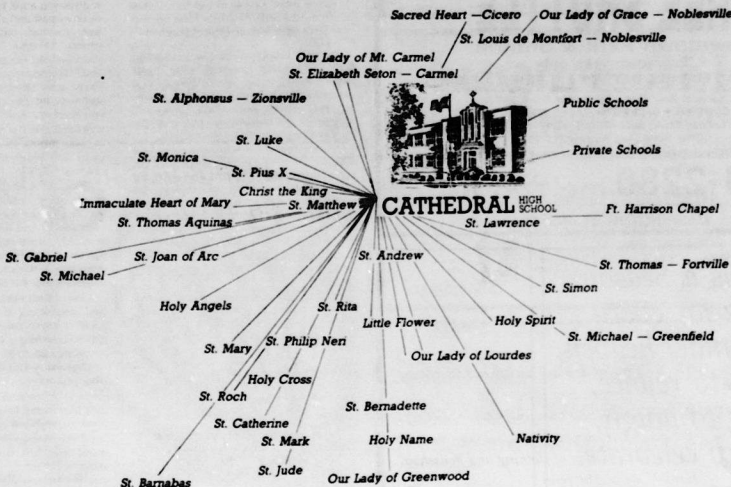 Sacred Heart —Cicero
Our Lady of Grace — Noblesville
St. Louis de Montfort — Noblesville
Our Lady of Mt. Carmel
St. Elizabeth Seton — Carmel
St. Alphonsus — Zionsville
Public Schools
St. Luke
Private Schools
St. Monica
St. Pius X
Christ the King
Immaculate Heart of Mary
St. Matthew
CATHEDRAL HIGH SCHOOL
Ft. Harrison Chapel
St. Thomas Aquinas
St. Lawrence
St. Gabriel
St. Joan of Arc
St. Andrew
St. Thomas — Fortville
St. Michael
St. Simon
Holy Angels
St. Rita
Little Flower
Holy Spirit
St. Michael — Greenfield
St. Mary
St. Philip Neri
Our Lady of Lourdes
Holy Cross
St. Roch
St. Bernadette
St. Catherine
St. Mark
Holy Name
Nativity
St. Jude
Our Lady of Greenwood
St. Barnabas